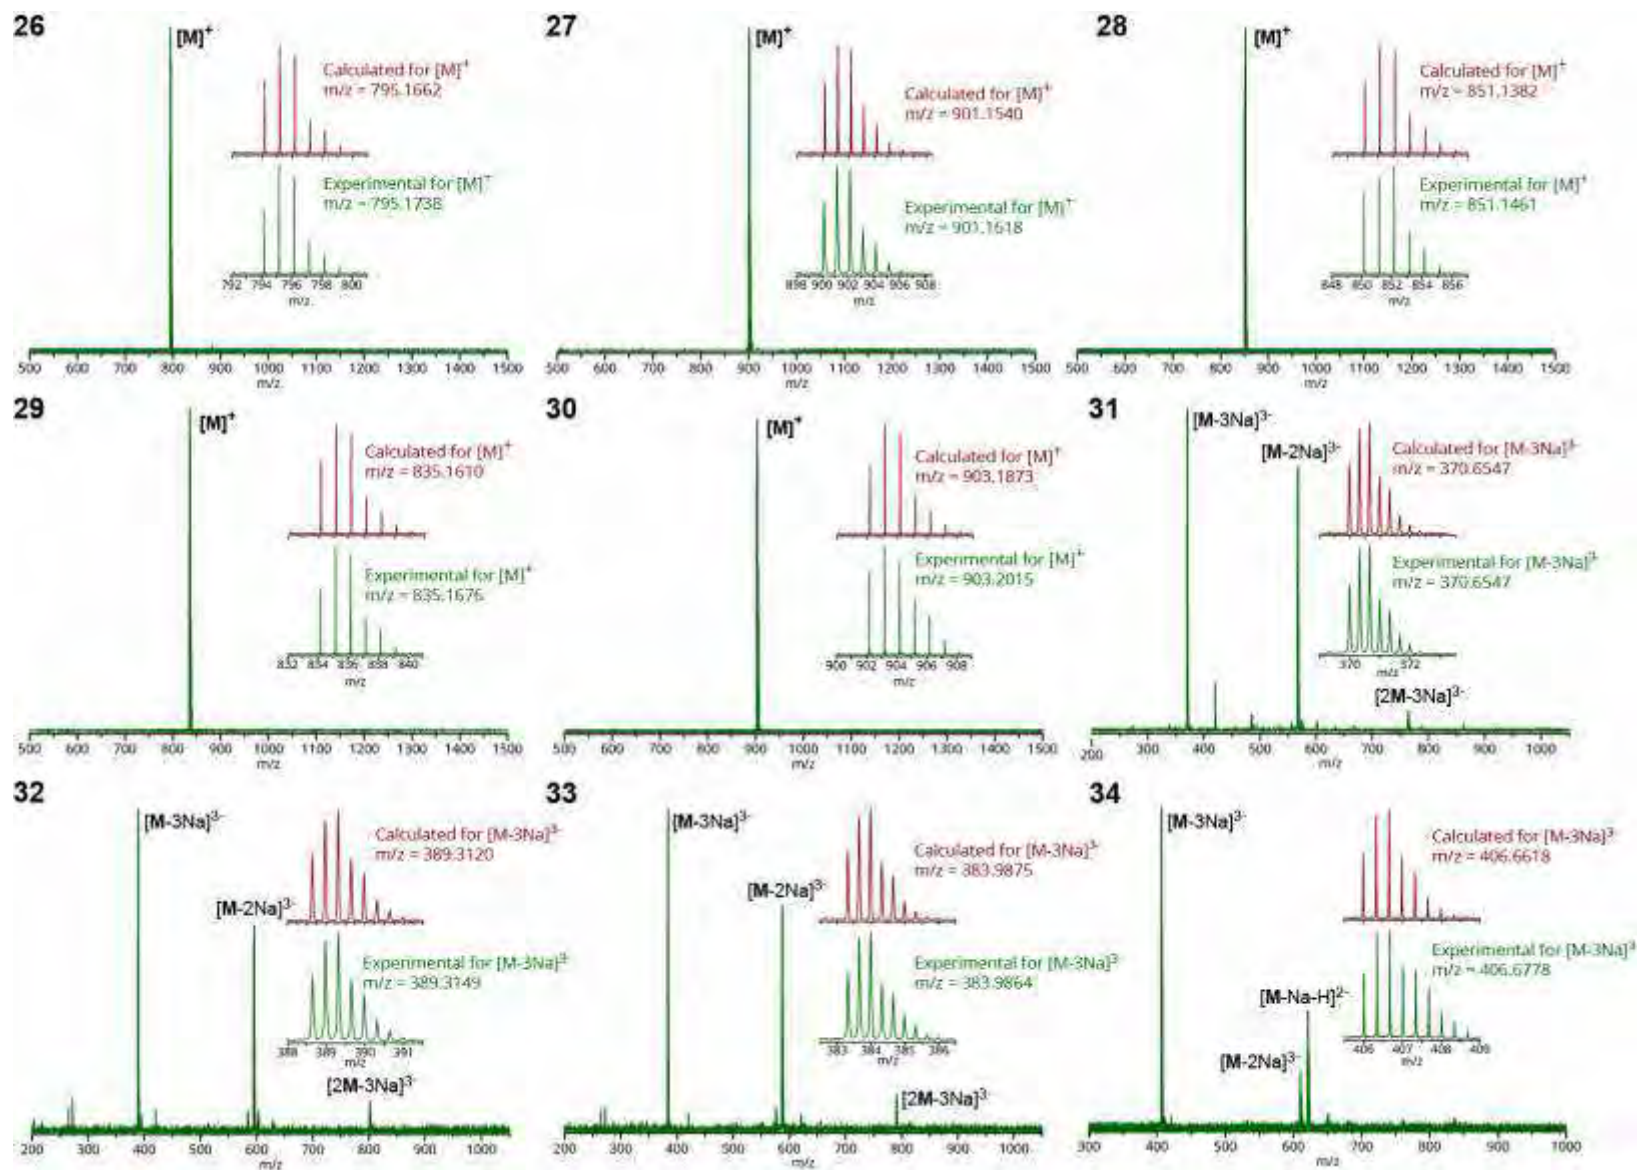 26
[M]⁺
Calculated for [M]⁺
m/z = 795.1662
Experimental for [M]⁺
m/z = 795.1738
792 794 796 798 800
m/z
500 600 700 800 900 1000 1100 1200 1300 1400 1500
m/z
27
[M]⁺
Calculated for [M]⁺
m/z = 901.1540
Experimental for [M]⁺
m/z = 901.1618
898 900 902 904 906 908
m/z
500 600 700 800 900 1000 1100 1200 1300 1400 1500
m/z
28
[M]⁺
Calculated for [M]⁺
m/z = 851.1382
Experimental for [M]⁺
m/z = 851.1461
848 850 852 854 856
m/z
500 600 700 800 900 1000 1100 1200 1300 1400 1500
m/z
29
[M]⁺
Calculated for [M]⁺
m/z = 835.1610
Experimental for [M]⁺
m/z = 835.1676
832 834 836 838 840
m/z
500 600 700 800 900 1000 1100 1200 1300 1400 1500
m/z
30
[M]⁺
Calculated for [M]⁺
m/z = 903.1873
Experimental for [M]⁺
m/z = 903.2015
900 902 904 906 908
m/z
500 600 700 800 900 1000 1100 1200 1300 1400 1500
m/z
31
[M-3Na]³⁻
[M-2Na]³⁻
Calculated for [M-3Na]³⁻
m/z = 370.6547
Experimental for [M-3Na]³⁻
m/z = 370.6547
370 372
m/z
[2M-3Na]³⁻
200 300 400 500 600 700 800 900 1000
m/z
32
[M-3Na]³⁻
Calculated for [M-3Na]³⁻
m/z = 389.3120
[M-2Na]³⁻
Experimental for [M-3Na]³⁻
m/z = 389.3149
388 389 390 391
m/z
[2M-3Na]³⁻
200 300 400 500 600 700 800 900 1000
m/z
33
[M-3Na]³⁻
Calculated for [M-3Na]³⁻
m/z = 383.9875
[M-2Na]³⁻
Experimental for [M-3Na]³⁻
m/z = 383.9864
383 384 385 386
m/z
[2M-3Na]³⁻
200 300 400 500 600 700 800 900 1000
m/z
34
[M-3Na]³⁻
Calculated for [M-3Na]³⁻
m/z = 406.6618
Experimental for [M-3Na]³⁻
m/z = 406.6778
[M-Na-H]²⁻
406 407 408 409
m/z
[M-2Na]³⁻
300 400 500 600 700 800 900 1000
m/z